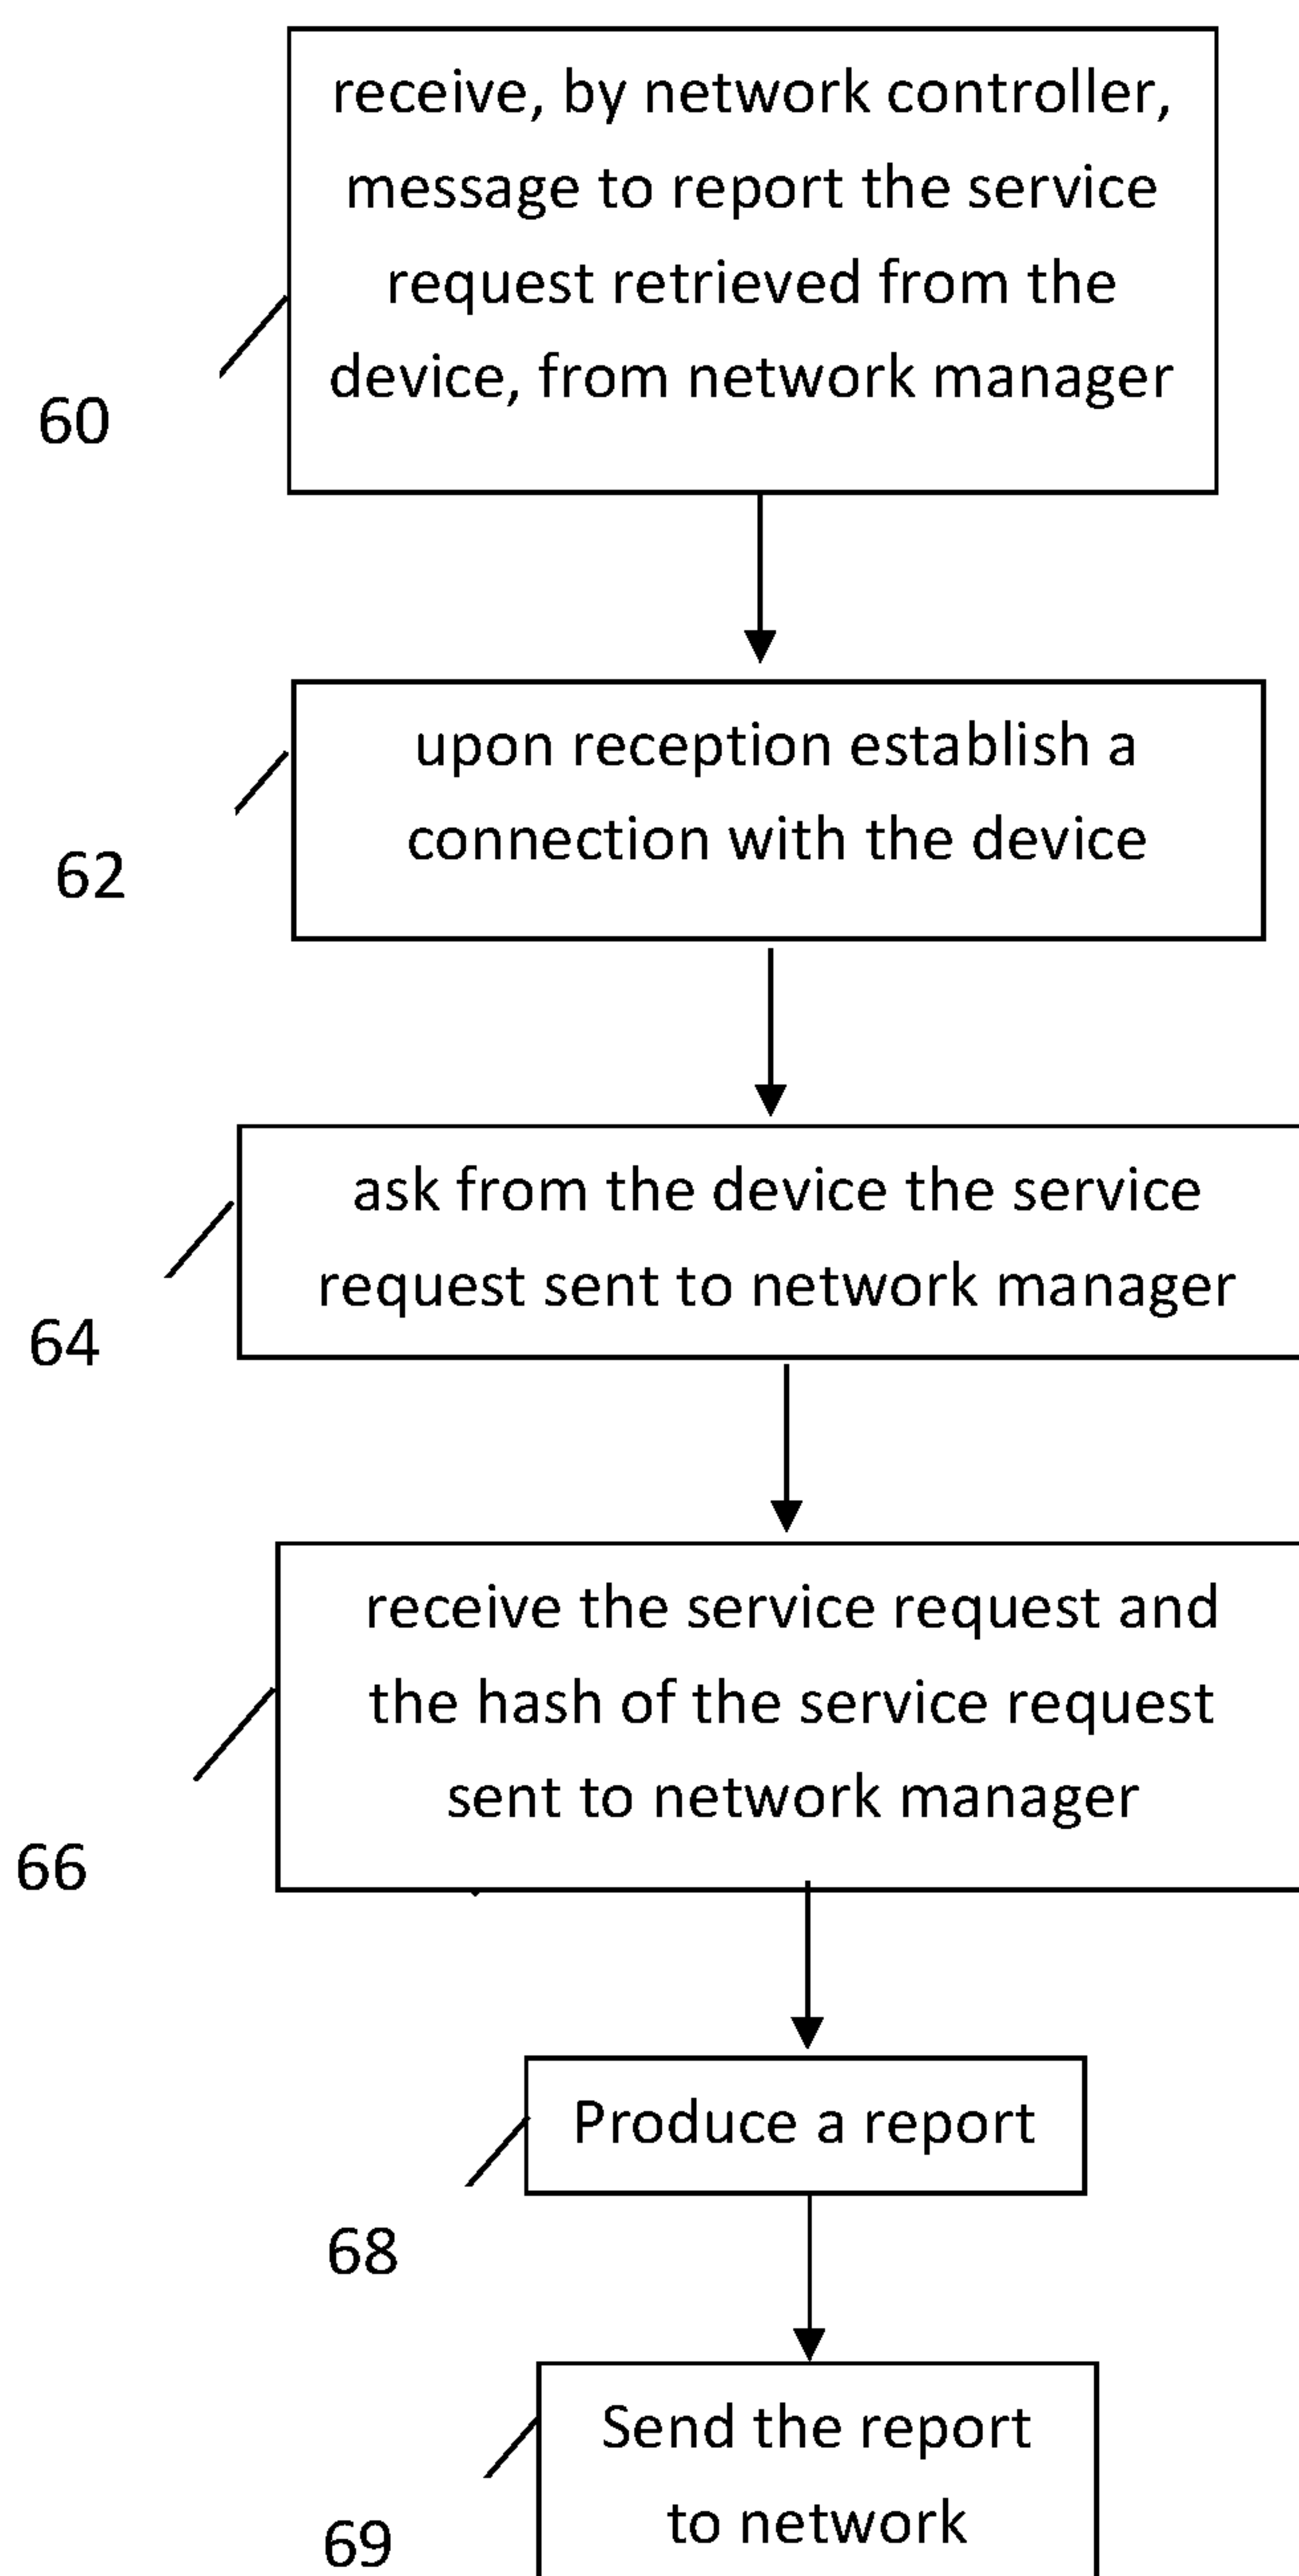 receive, by network controller,
message to report the service
request retrieved from the
device, from network manager
60
upon reception establish a
connection with the device
62
ask from the device the service
request sent to network manager
64
receive the service request and
the hash of the service request
sent to network manager
66
Produce a report
68
Send the report
to network
69